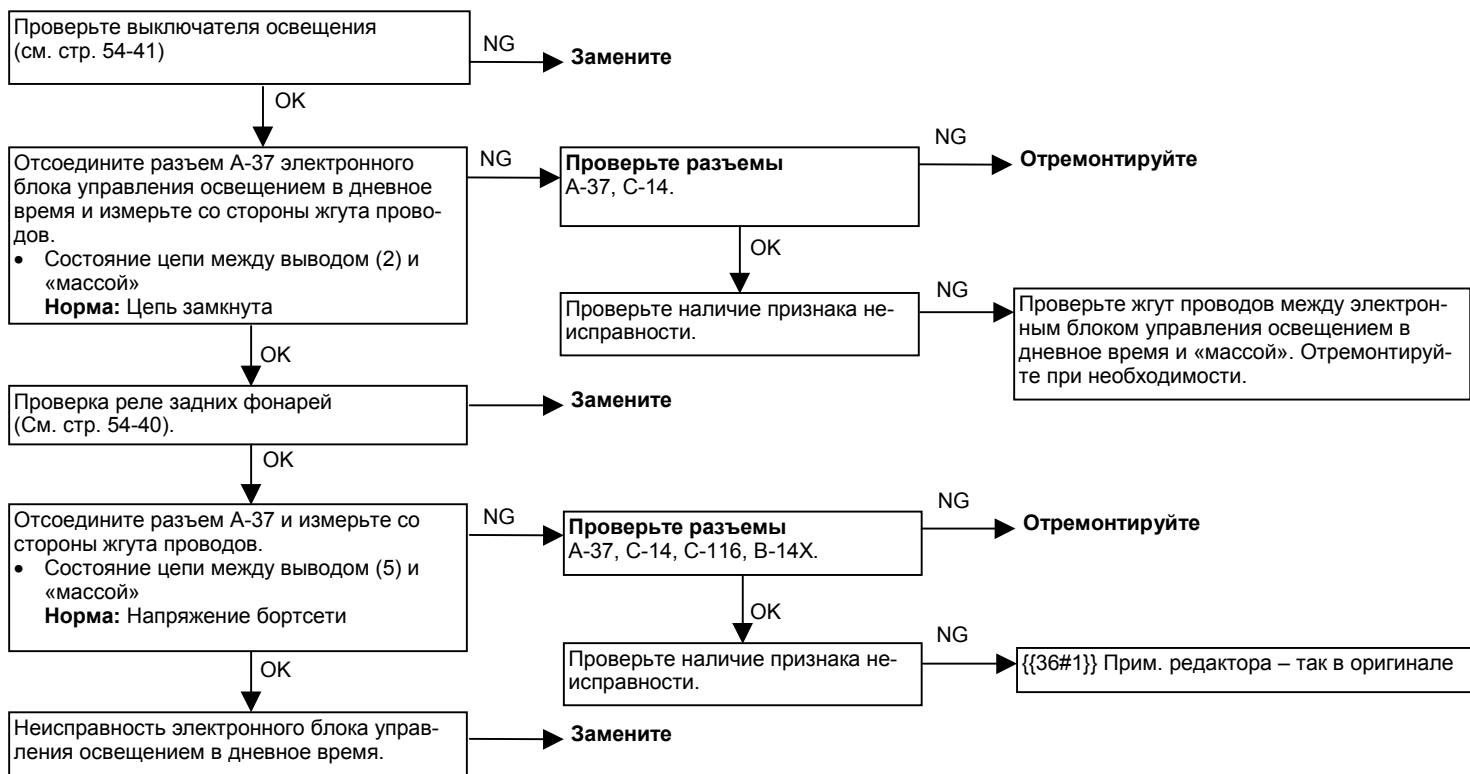 Проверьте выключателя освещения
(см. стр. 54-41)
NG
Замените
OK
Отсоедините разъем A-37 электронного
блока управления освещением в дневное
время и измерьте со стороны жгута прово-
дов.
• Состояние цепи между выводом (2) и
«массой»
Норма: Цепь замкнута
NG
Проверьте разъемы
A-37, C-14.
NG
Отремонтируйте
OK
Проверьте наличие признака не-
исправности.
NG
Проверьте жгут проводов между электрон-
ным блоком управления освещением в
дневное время и «массой». Отремонтируй-
те при необходимости.
OK
Проверка реле задних фонарей
(См. стр. 54-40).
Замените
OK
Отсоедините разъем A-37 и измерьте со
стороны жгута проводов.
• Состояние цепи между выводом (5) и
«массой»
Норма: Напряжение бортсети
NG
Проверьте разъемы
A-37, C-14, C-116, B-14X.
NG
Отремонтируйте
OK
Проверьте наличие признака не-
исправности.
NG
{{36#1}} Прим. редактора – так в оригинале
OK
Неисправность электронного блока управ-
ления освещением в дневное время.
Замените